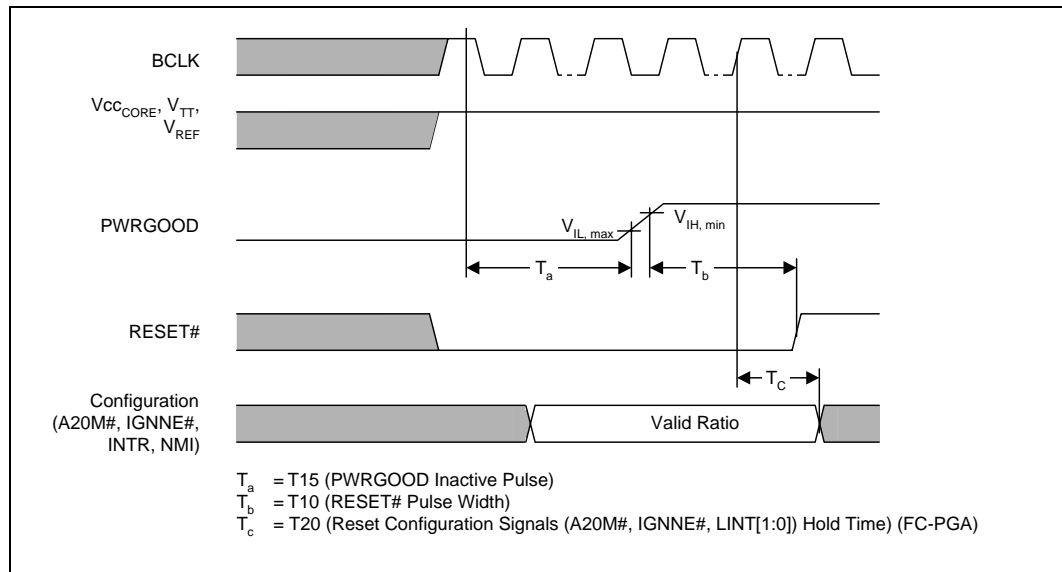 BCLK
VccCORE, VTT,
VREF
PWRGOOD
VIL, max
VIH, min
Ta
Tb
RESET#
TC
Configuration
(A20M#, IGNNE#,
INTR, NMI)
Valid Ratio
Ta = T15 (PWRGOOD Inactive Pulse)
Tb = T10 (RESET# Pulse Width)
Tc = T20 (Reset Configuration Signals (A20M#, IGNNE#, LINT[1:0]) Hold Time) (FC-PGA)